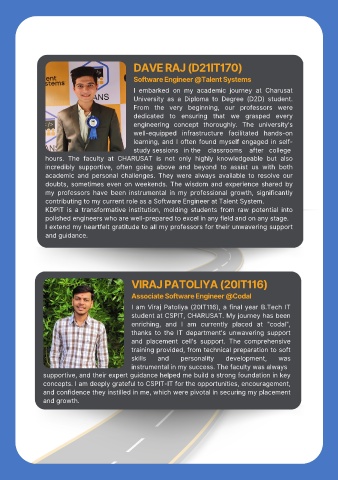 DAVE RAJ (D21IT170)
Software Engineer @Talent Systems
I embarked on my academic journey at Charusat
University as a Diploma to Degree (D2D) student.
From the very beginning, our professors were
dedicated to ensuring that we grasped every
engineering concept thoroughly. The university's
well-equipped infrastructure facilitated hands-on
learning, and I often found myself engaged in self-
study sessions in the classrooms after college
hours. The faculty at CHARUSAT is not only highly knowledgeable but also
incredibly supportive, often going above and beyond to assist us with both
academic and personal challenges. They were always available to resolve our
doubts, sometimes even on weekends. The wisdom and experience shared by
my professors have been instrumental in my professional growth, significantly
contributing to my current role as a Software Engineer at Talent System.
KDPIT is a transformative institution, molding students from raw potential into
polished engineers who are well-prepared to excel in any field and on any stage.
I extend my heartfelt gratitude to all my professors for their unwavering support
and guidance.
VIRAJ PATOLIYA (20IT116)
Associate Software Engineer @Codal
I am Viraj Patoliya (20IT116), a final year B.Tech IT
student at CSPIT, CHARUSAT. My journey has been
enriching, and I am currently placed at "codal",
thanks to the IT department's unwavering support
and placement cell's support. The comprehensive
training provided, from technical preparation to soft
skills and personality development, was
instrumental in my success. The faculty was always
supportive, and their expert guidance helped me build a strong foundation in key
concepts. I am deeply grateful to CSPIT-IT for the opportunities, encouragement,
and confidence they instilled in me, which were pivotal in securing my placement
and growth.